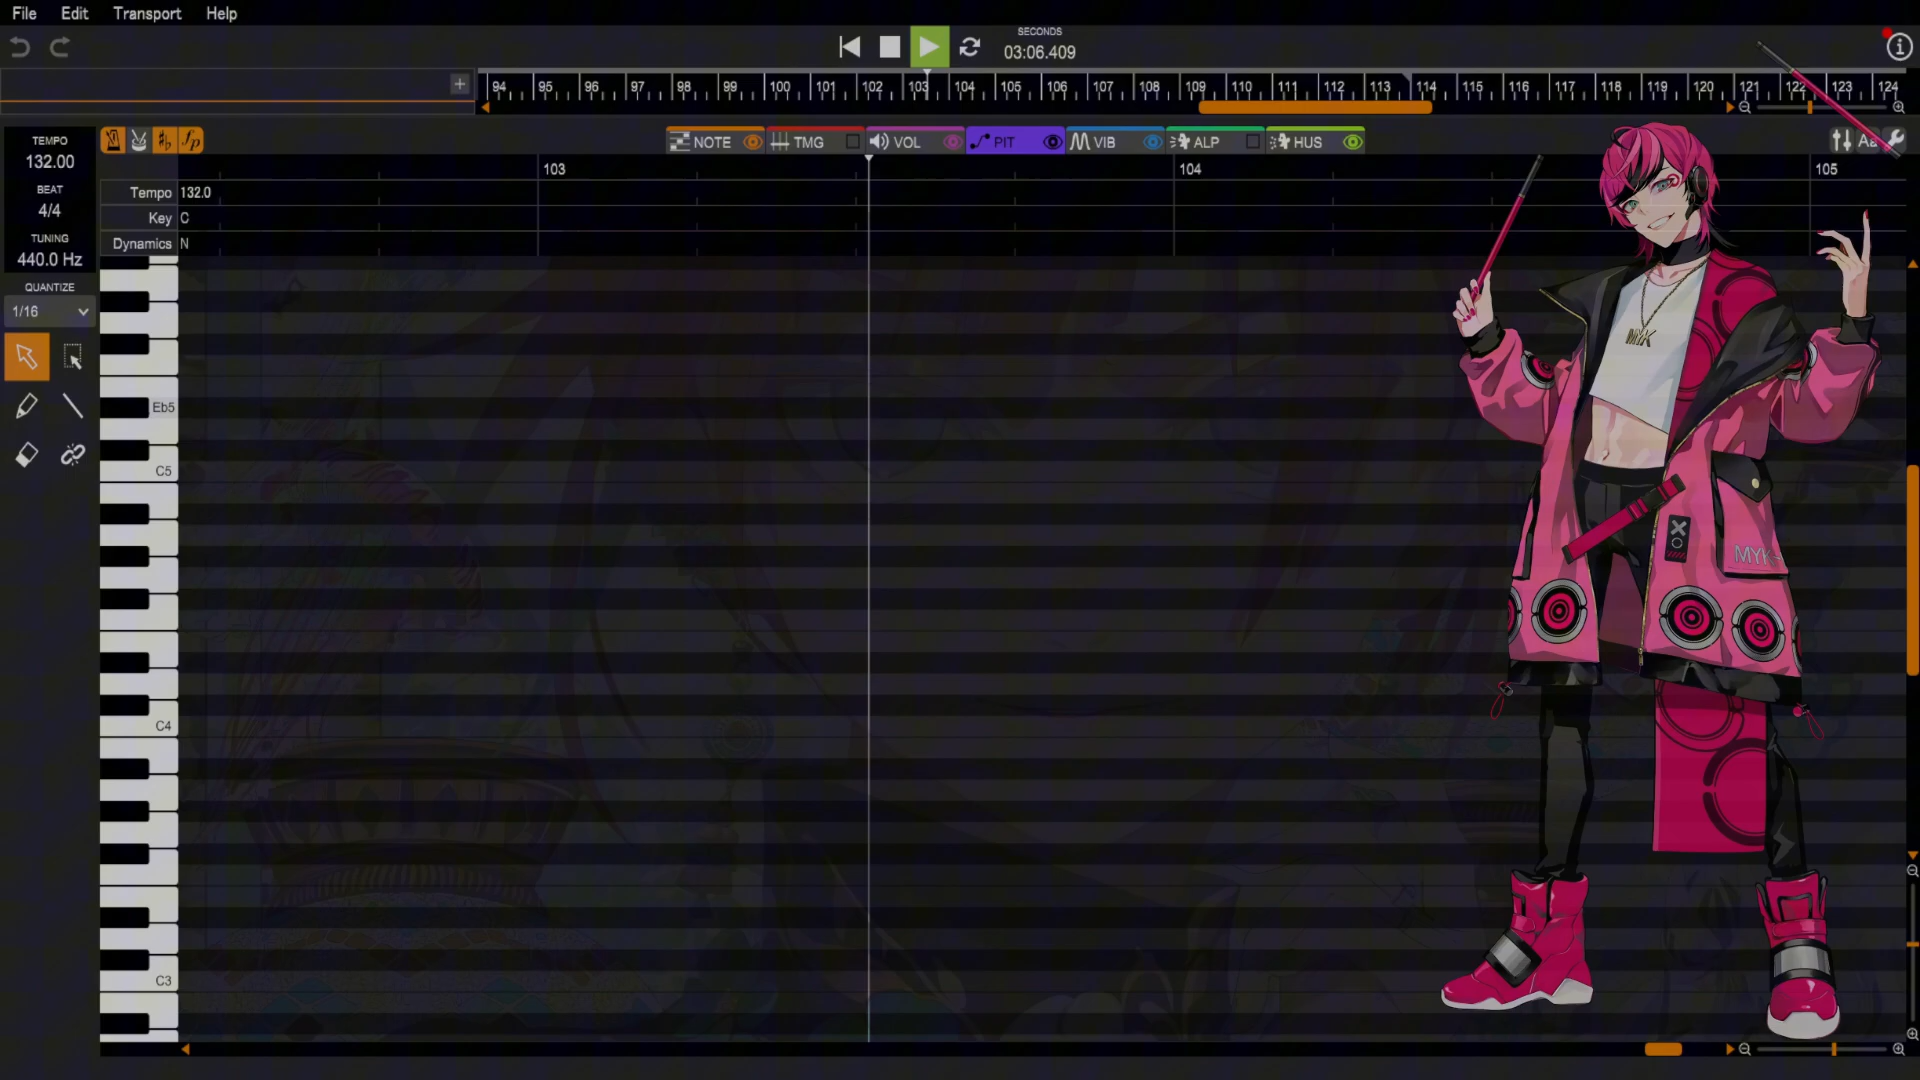 File Edit Transport Help
SECONDS
03:06.409
94 95 96 97 98 99 100 101 102 103 104 105 106 107 108 109 110 111 112 113 114 115 116 117 118 119 120 121 122 123 124
TEMPO
132.00
BEAT
4/4
TUNING
440.0 Hz
QUANTIZE
1/16
NOTE TMG VOL PIT VIB ALP HUS
103 104 105
Tempo 132.0
Key C
Dynamics N
Eb5
C5
C4
C3
MYK
MYK